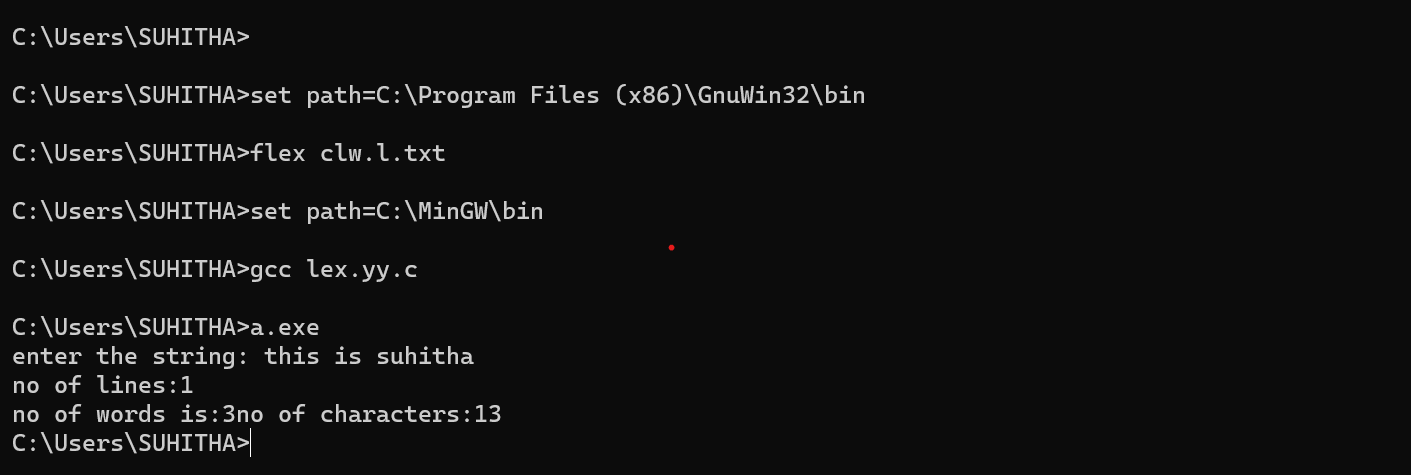 C:\Users\SUHITHA>
C:\Users\SUHITHA>set path=C:\Program Files (x86)\GnuWin32\bin
C:\Users\SUHITHA>flex clw.l.txt
C:\Users\SUHITHA>set path=C:\MinGW\bin
C:\Users\SUHITHA>gcc lex.yy.c
C:\Users\SUHITHA>a.exe
enter the string: this is suhitha
no of lines:1
no of words is:3no of characters:13
C:\Users\SUHITHA>